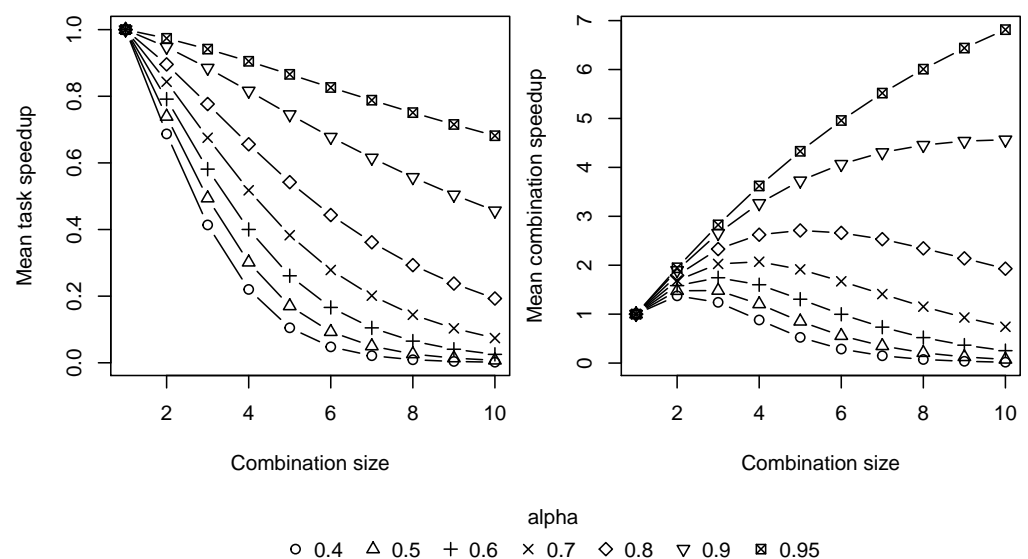 Mean task speedup
1.0
0.8
0.6
0.4
0.2
0.0
2 4 6 8 10
Combination size
Mean combination speedup
7
6
5
4
3
2
1
0
2 4 6 8 10
Combination size
alpha
0.4 0.5 0.6 0.7 0.8 0.9 0.95